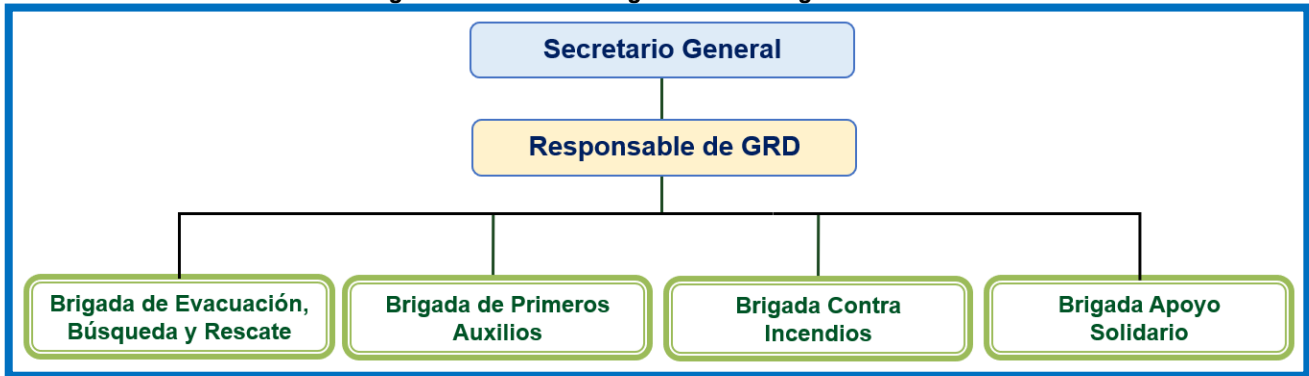 Secretario General
Responsable de GRD
Brigada de Evacuación,
Búsqueda y Rescate
Brigada de Primeros
Auxilios
Brigada Contra
Incendios
Brigada Apoyo
Solidario